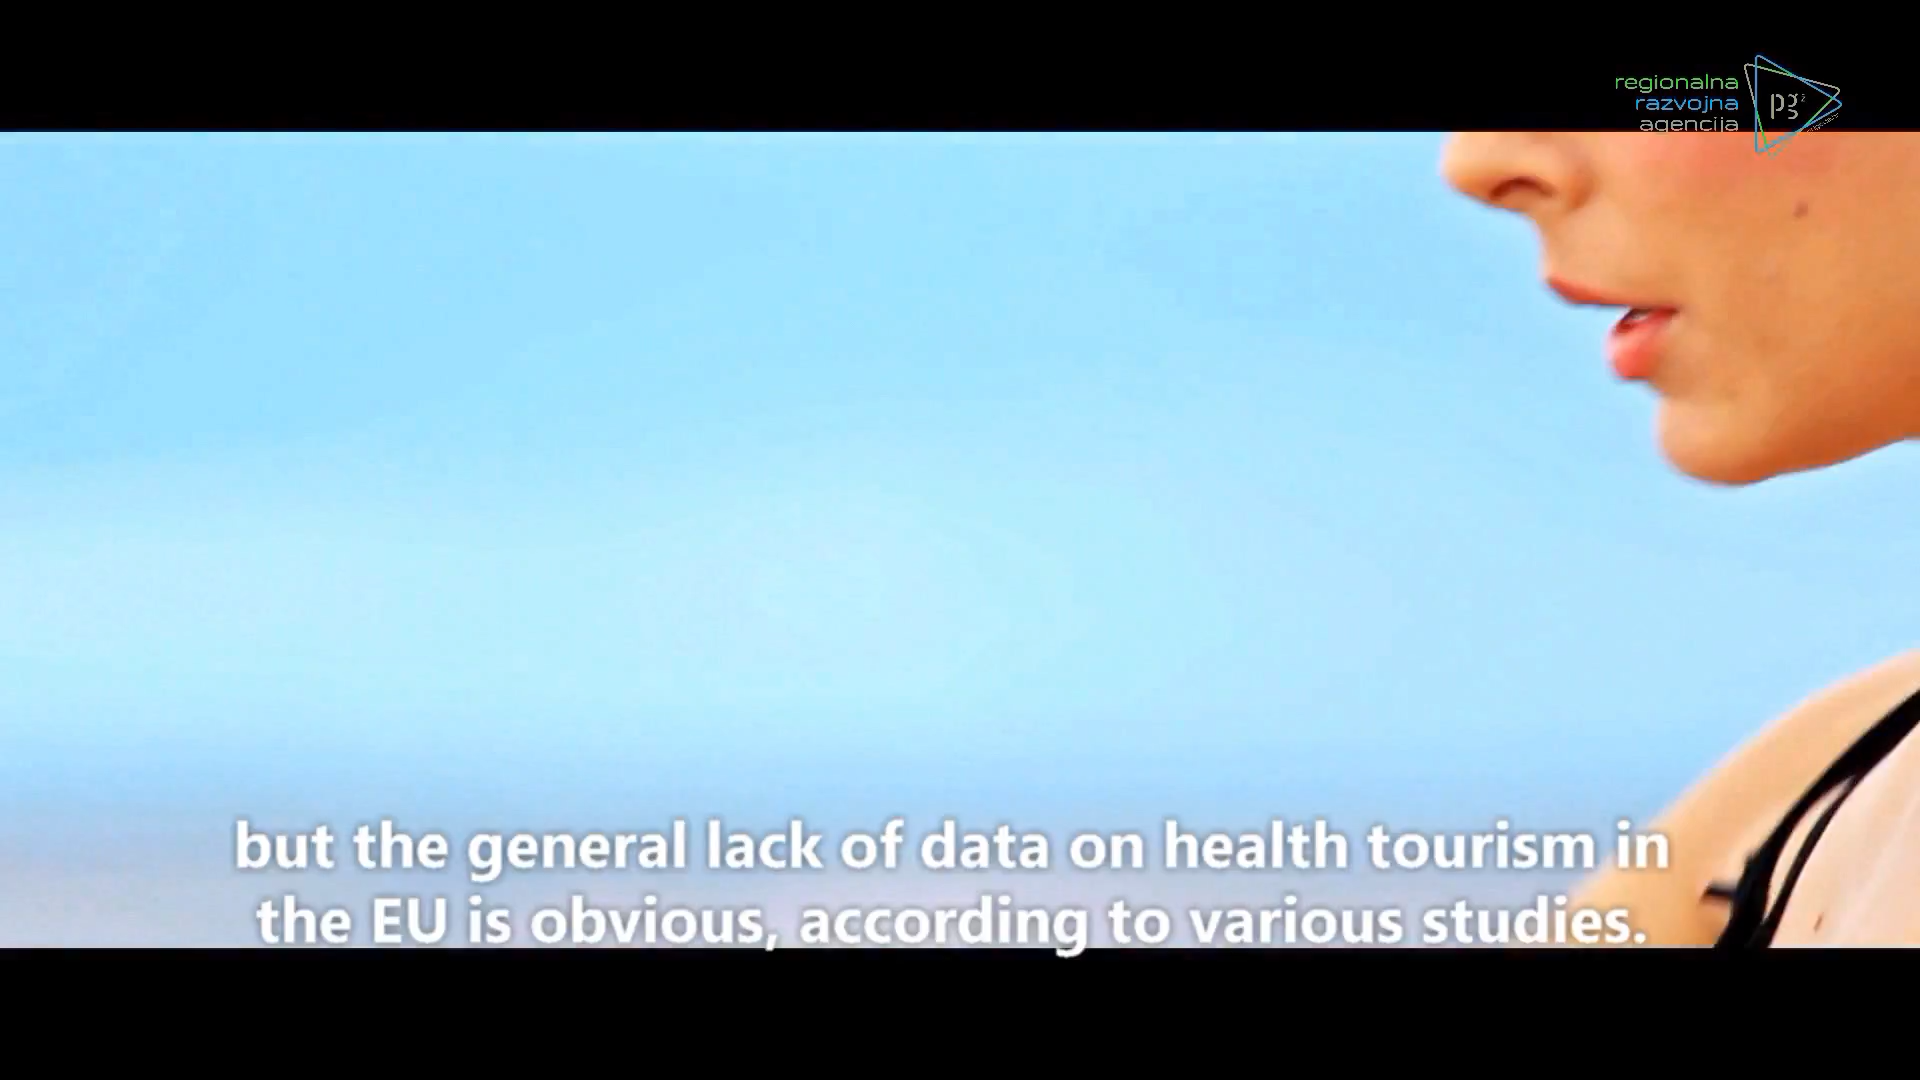 regionalna
razvojna
agencija
pgž
but the general lack of data on health tourism in
the EU is obvious, according to various studies.